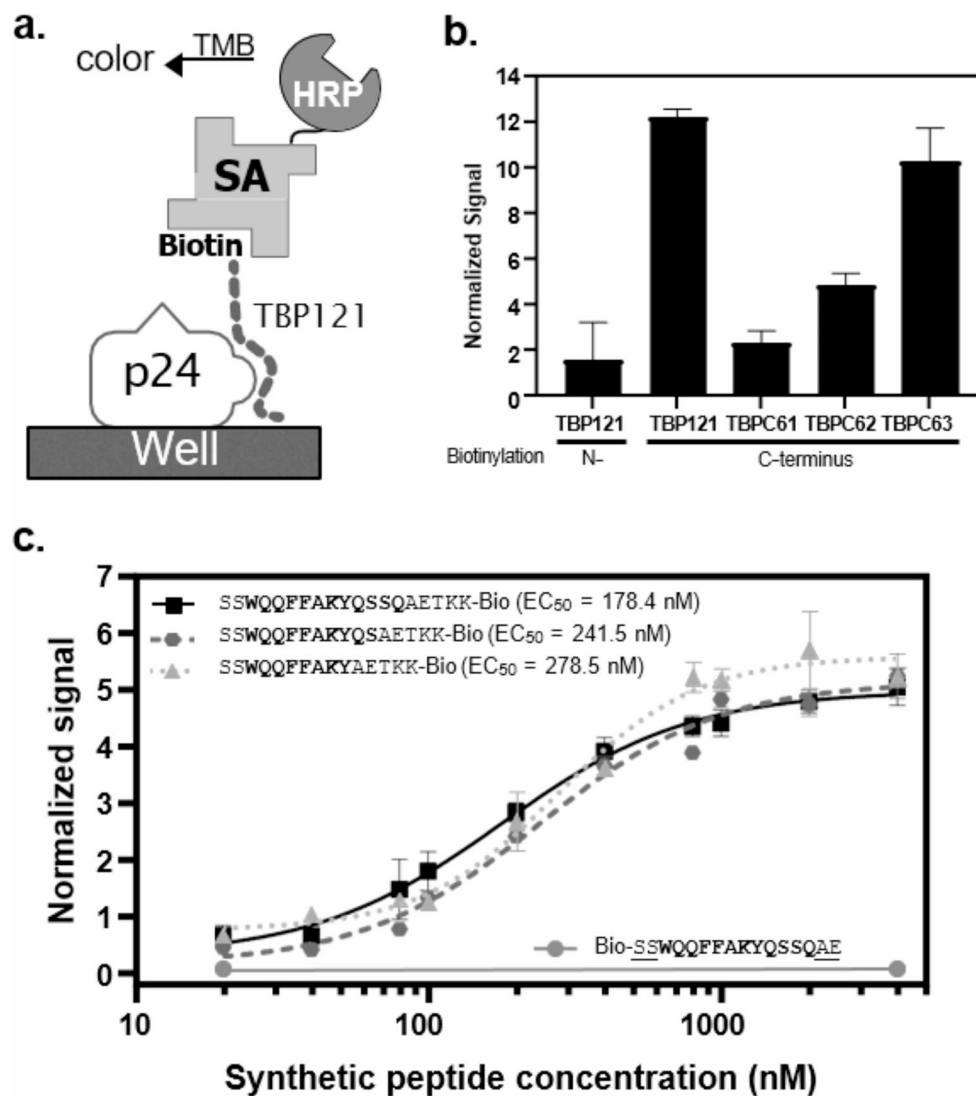 a.
color
TMB
HRP
SA
Biotin
TBP121
p24
Well
b.
Normalized Signal
14
12
10
8
6
4
2
0
TBP121 TBP121 TBPC61 TBPC62 TBPC63
Biotinylation N- C-terminus
c.
Normalized signal
7
6
5
4
3
2
1
0
SSWQQFFAKYQSSQAETKK-Bio (EC50 = 178.4 nM)
SSWQQFFAKYQSAETKK-Bio (EC50 = 241.5 nM)
SSWQQFFAKYAETKK-Bio (EC50 = 278.5 nM)
Bio-SSWQQFFAKYQSSQAE
10 100 1000
Synthetic peptide concentration (nM)